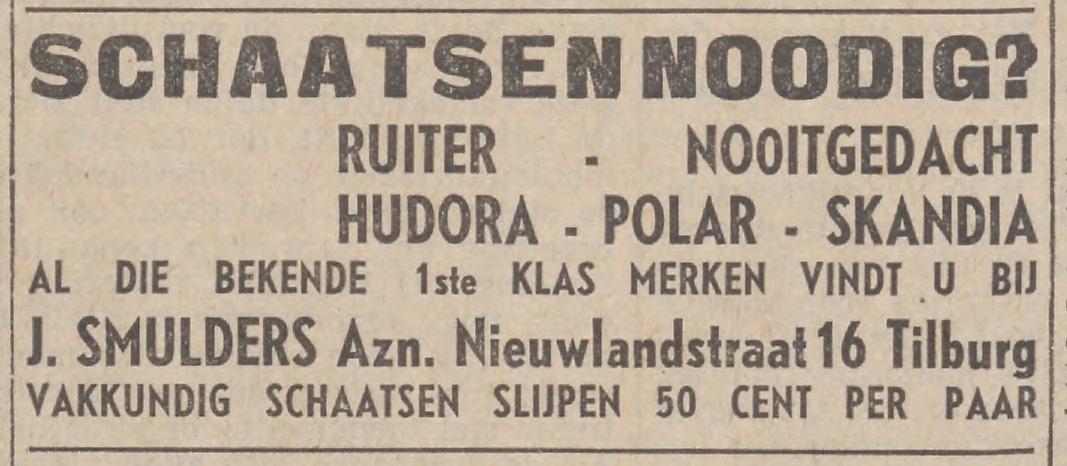 SCHAATSEN NOODIG?
RUITER - NOOITGEDACHT
HUDORA - POLAR - SKANDIA
AL DIE BEKENDE 1ste KLAS MERKEN VINDT U BIJ
J. SMULDERS Azn. Nieuwlandstraat 16 Tilburg
VAKKUNDIG SCHAATSEN SLIJPEN 50 CENT PER PAAR